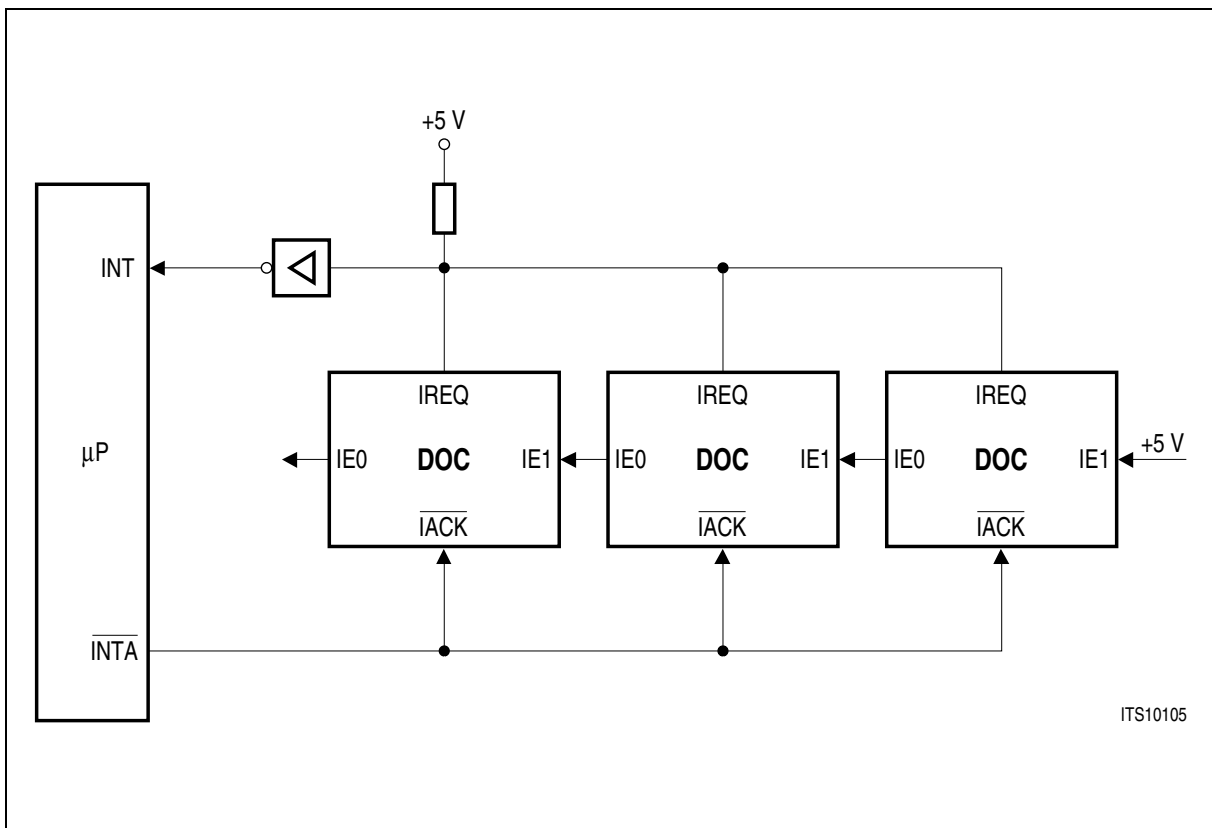 +5 V
INT
IREQ IREQ IREQ
μP IE0 DOC IE1 IE0 DOC IE1 IE0 DOC IE1 +5 V
IACK IACK IACK
INTA
ITS10105